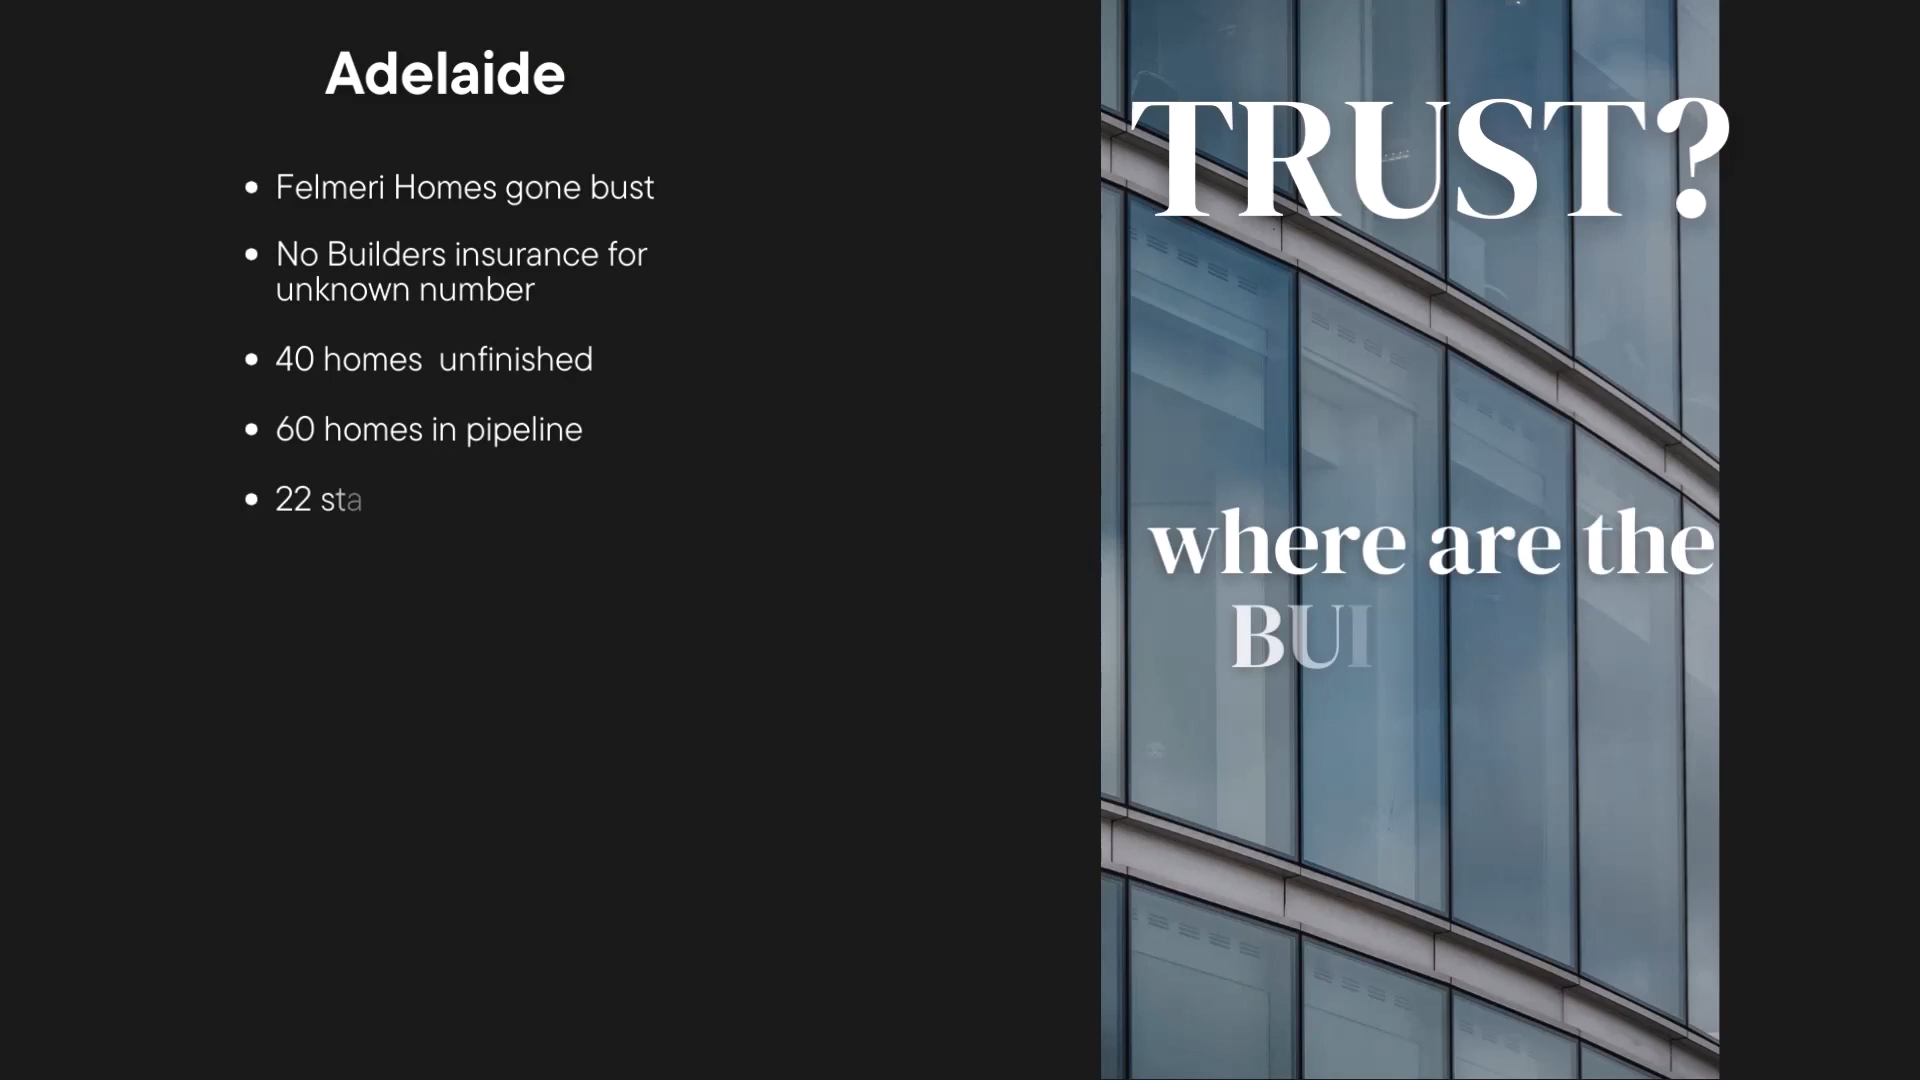 Adelaide
• Felmeri Homes gone bust
• No Builders insurance for
unknown number
• 40 homes  unfinished
• 60 homes in pipeline
• 22 sta
TRUST?
where are the
BUI